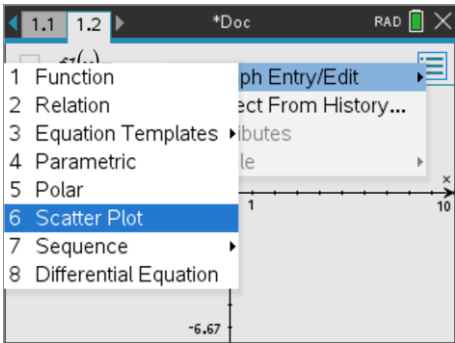 1.1 1.2 *Doc RAD
1 Function
2 Relation
3 Equation Templates
4 Parametric
5 Polar
6 Scatter Plot
7 Sequence
8 Differential Equation
ph Entry/Edit
ect From History...
ibutes
le
x
1
10
-6.67